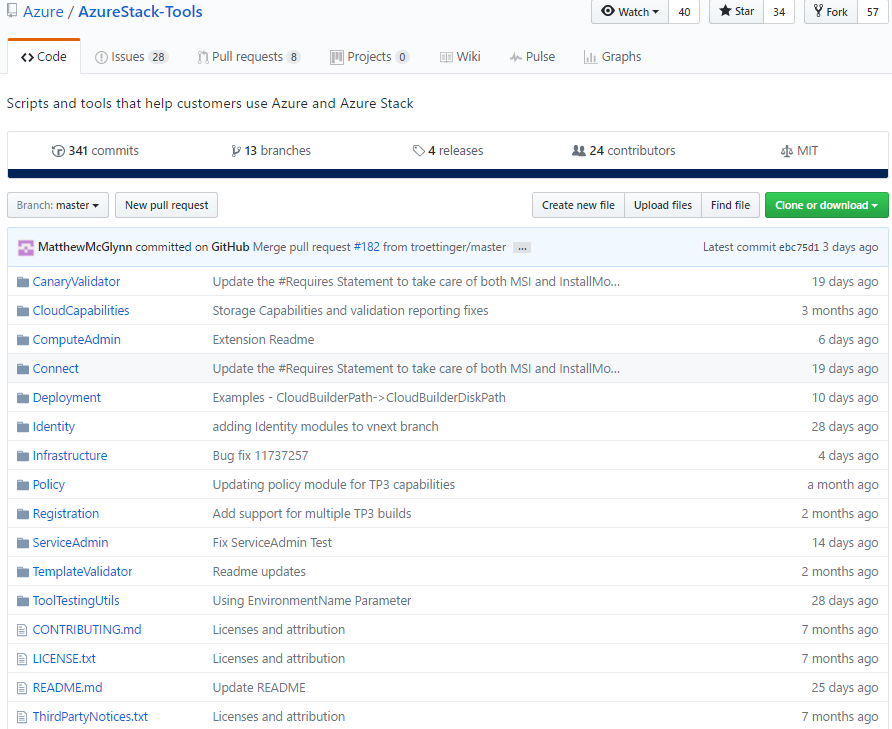 Azure / AzureStack-Tools Watch 40 Star 34 Fork 57
Code Issues 28 Pull requests 8 Projects 0 Wiki Pulse Graphs
Scripts and tools that help customers use Azure and Azure Stack
341 commits 13 branches 4 releases 24 contributors MIT
Branch: master New pull request Create new file Upload files Find file Clone or download
MatthewMcGlynn committed on GitHub Merge pull request #182 from troettinger/master ... Latest commit ebc75d1 3 days ago
CanaryValidator Update the #Requires Statement to take care of both MSI and InstallMo... 19 days ago
CloudCapabilities Storage Capabilities and validation reporting fixes 3 months ago
ComputeAdmin Extension Readme 6 days ago
Connect Update the #Requires Statement to take care of both MSI and InstallMo... 19 days ago
Deployment Examples - CloudBuilderPath->CloudBuilderDiskPath 10 days ago
Identity adding Identity modules to vnext branch 28 days ago
Infrastructure Bug fix 11737257 4 days ago
Policy Updating policy module for TP3 capabilities a month ago
Registration Add support for multiple TP3 builds 2 months ago
ServiceAdmin Fix ServiceAdmin Test 14 days ago
TemplateValidator Readme updates 2 months ago
ToolTestingUtils Using EnvironmentName Parameter 28 days ago
CONTRIBUTING.md Licenses and attribution 7 months ago
LICENSE.txt Licenses and attribution 7 months ago
README.md Update README 25 days ago
ThirdPartyNotices.txt Licenses and attribution 7 months ago